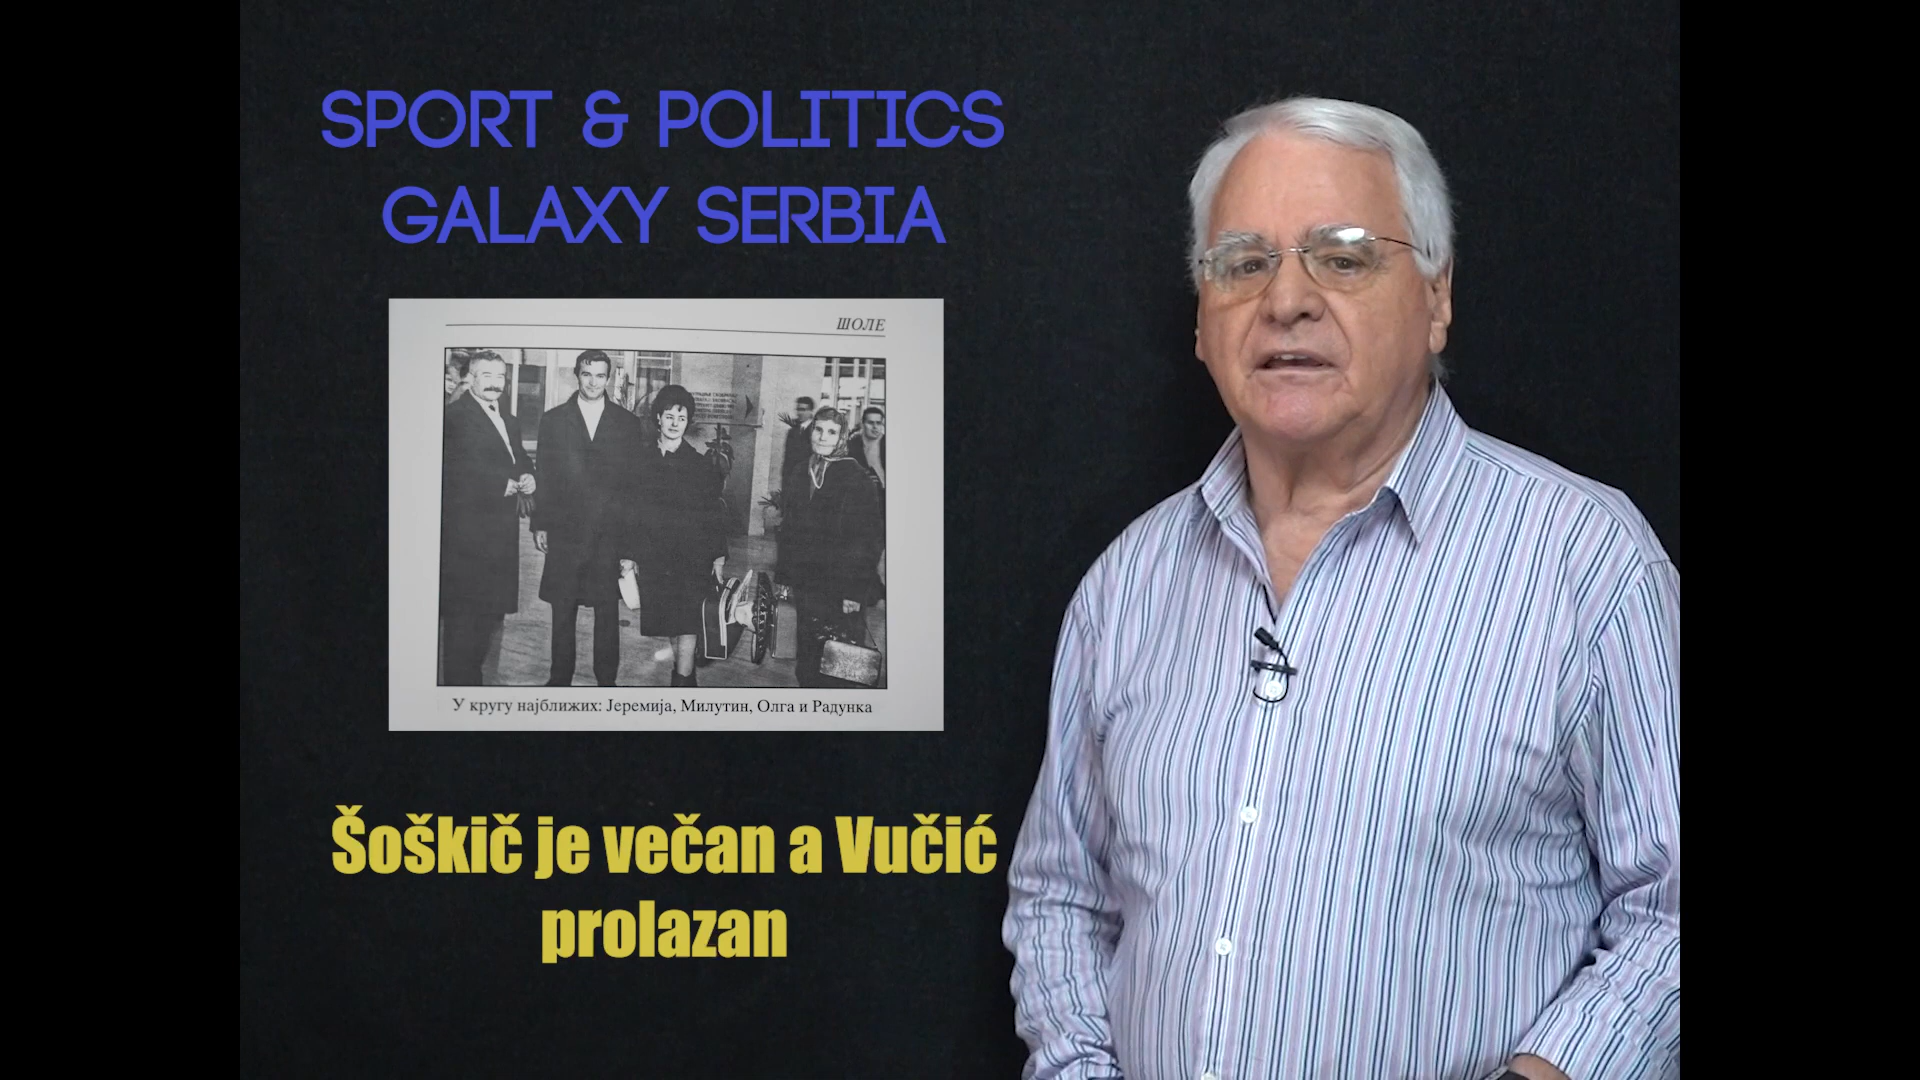 SPORT & POLITICS
GALAXY SERBIA
ШОЛЕ
У кругу најближих: Јеремија, Милутин, Олга и Радунка
Šoškič je večan a Vučić
prolazan